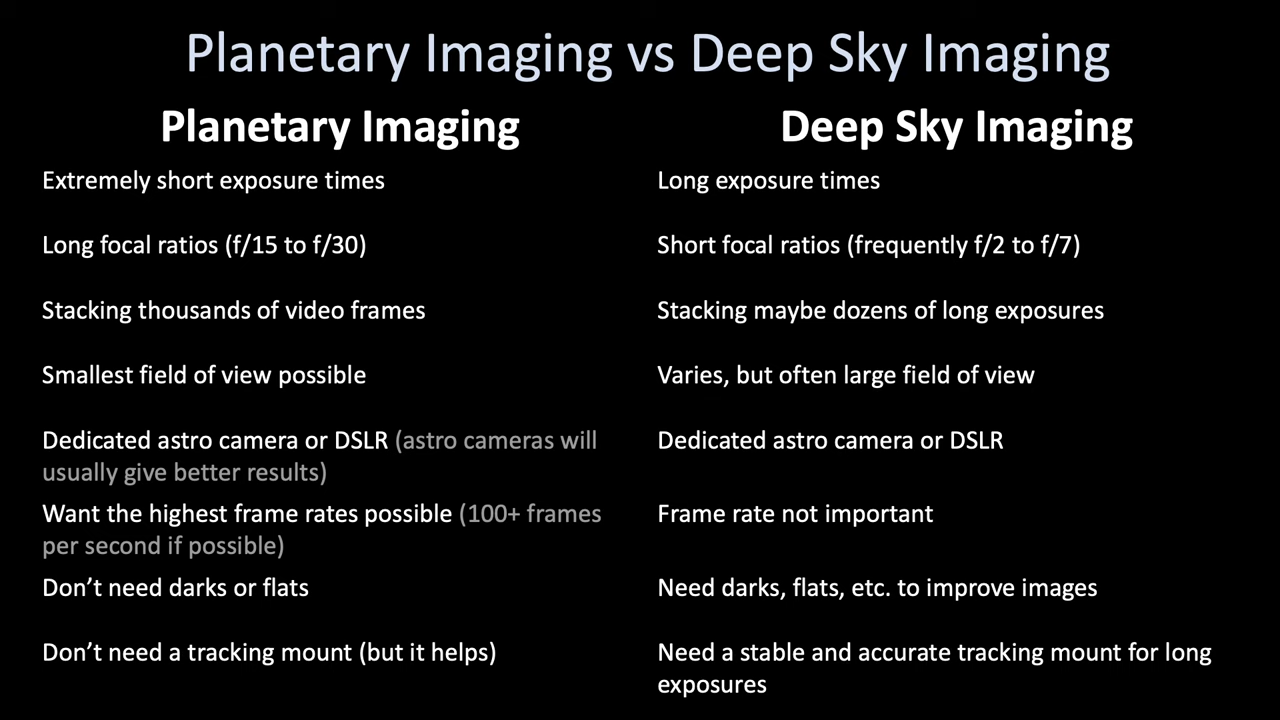 Planetary Imaging vs Deep Sky Imaging
Planetary Imaging
Extremely short exposure times
Long focal ratios (f/15 to f/30)
Stacking thousands of video frames
Smallest field of view possible
Dedicated astro camera or DSLR (astro cameras will
usually give better results)
Want the highest frame rates possible (100+ frames
per second if possible)
Don’t need darks or flats
Don’t need a tracking mount (but it helps)
Deep Sky Imaging
Long exposure times
Short focal ratios (frequently f/2 to f/7)
Stacking maybe dozens of long exposures
Varies, but often large field of view
Dedicated astro camera or DSLR
Frame rate not important
Need darks, flats, etc. to improve images
Need a stable and accurate tracking mount for long
exposures